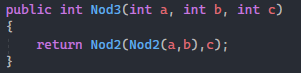 public int Nod3(int a, int b, int c)
{
return Nod2(Nod2(a,b),c);
}